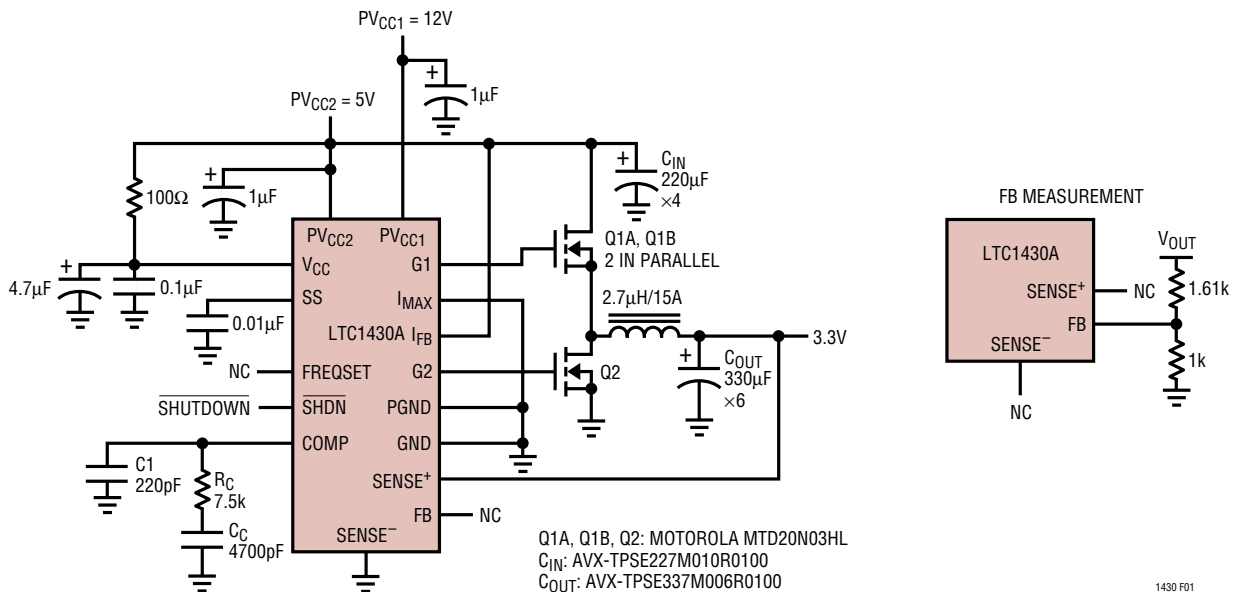 PVCC1 = 12V
1µF
PVCC2 = 5V
100Ω
1µF
CIN
220µF
×4
PVCC2 PVCC1
VCC
G1
Q1A, Q1B
2 IN PARALLEL
4.7µF
0.1µF
SS
IMAX
2.7µH/15A
0.01µF
LTC1430A IFB
3.3V
NC
FREQSET
G2
Q2
COUT
330µF
×6
SHUTDOWN
SHDN
PGND
COMP
GND
C1
220pF
RC
7.5k
SENSE+
CC
4700pF
FB
NC
SENSE−
Q1A, Q1B, Q2: MOTOROLA MTD20N03HL
CIN: AVX-TPSE227M010R0100
COUT: AVX-TPSE337M006R0100
FB MEASUREMENT
LTC1430A
VOUT
SENSE+
NC
1.61k
FB
SENSE−
1k
NC
1430 F01